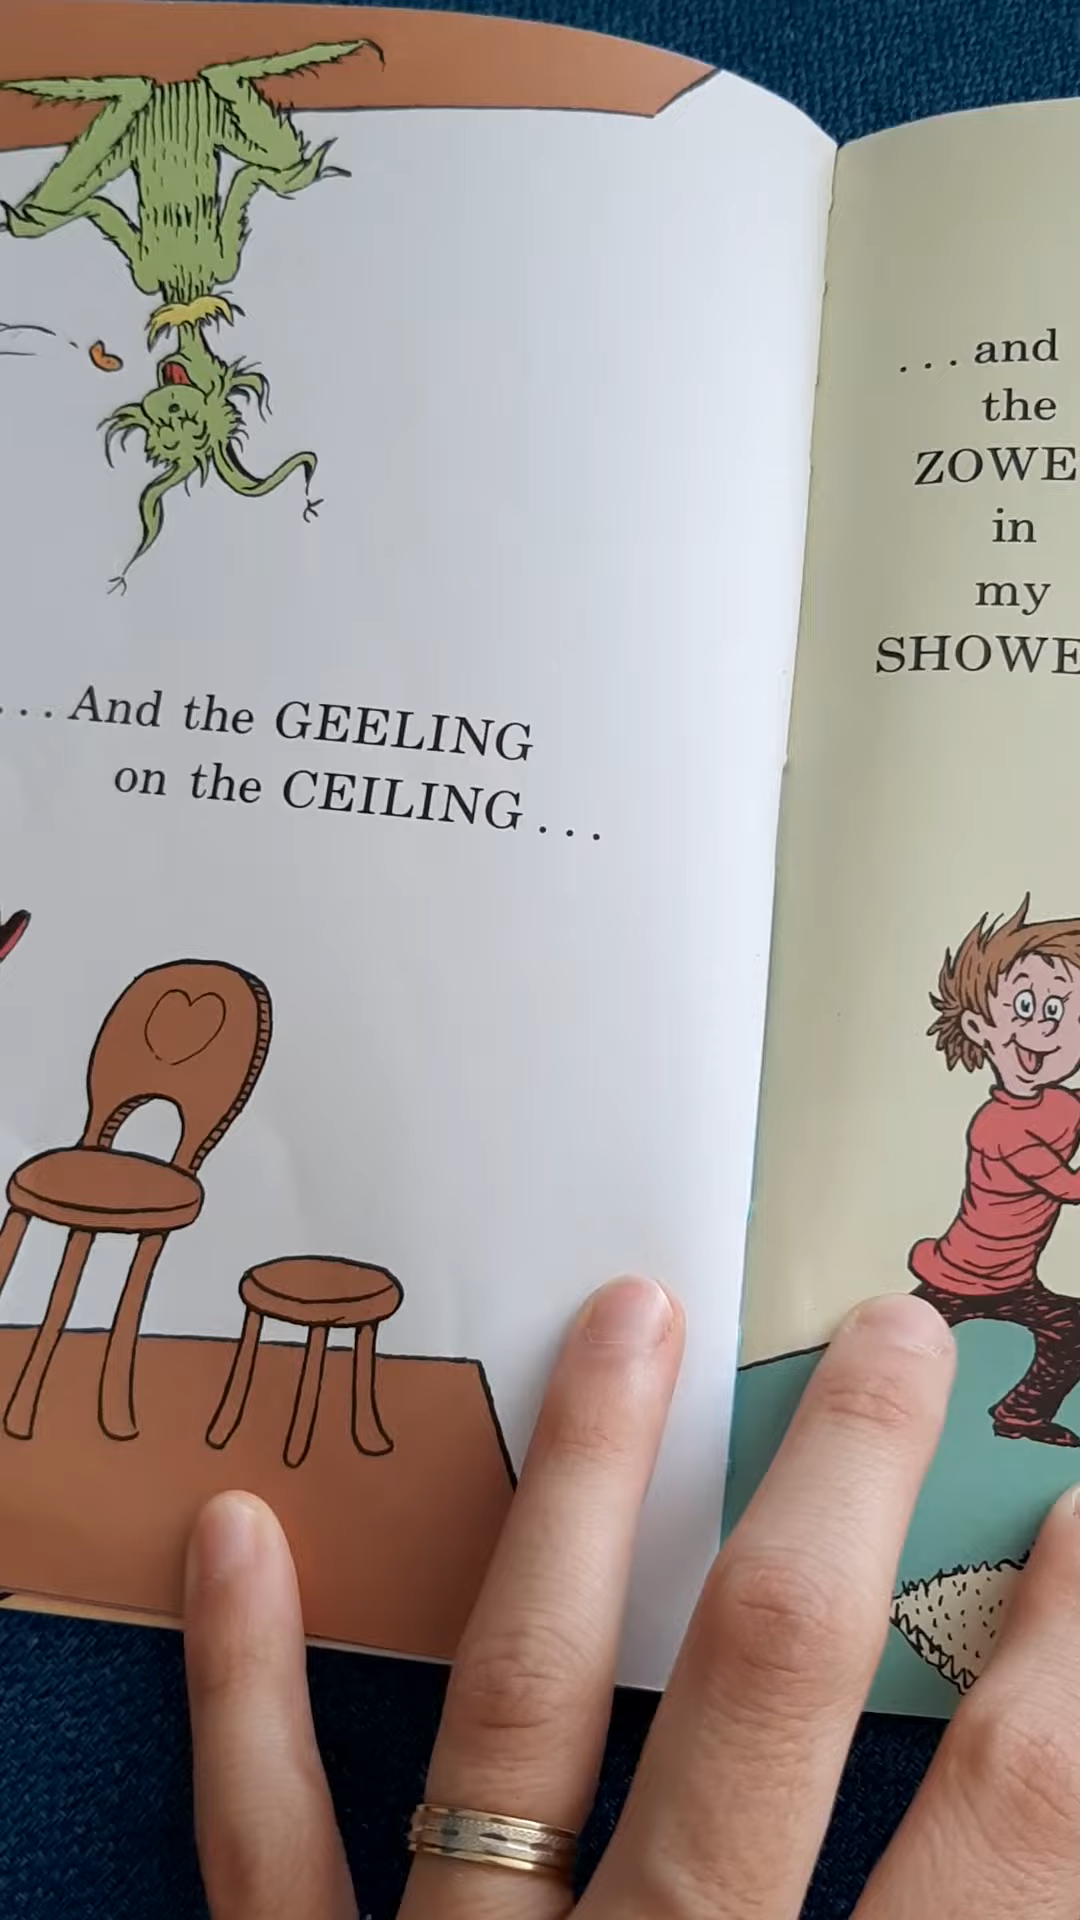 ...And the GEELING
on the CEILING...
...and
the
ZOWE
in
my
SHOWE